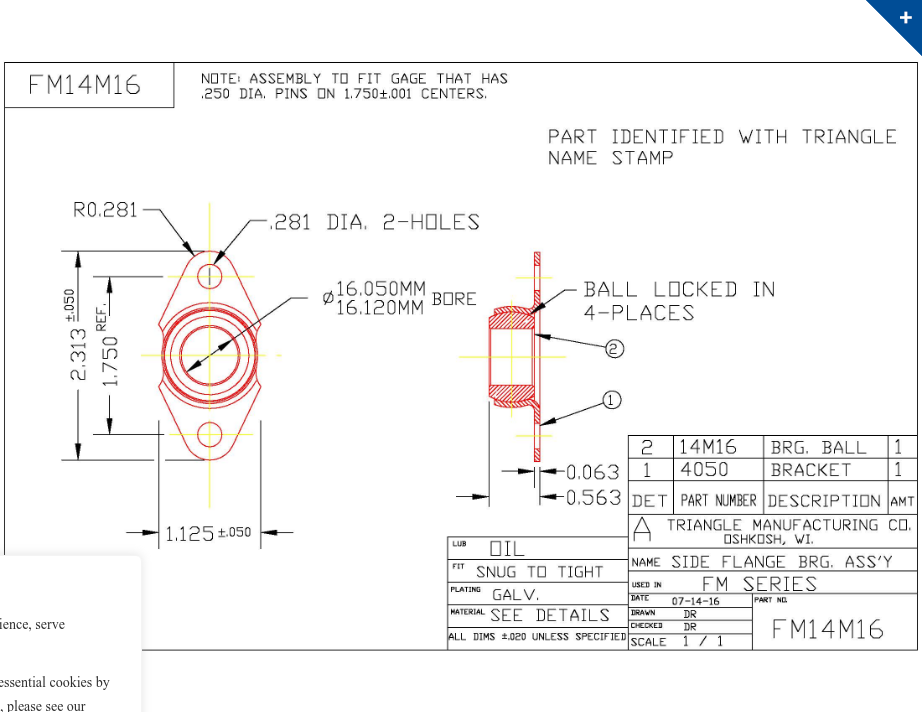 +
FM14M16
NOTE: ASSEMBLY TO FIT GAGE THAT HAS
.250 DIA. PINS ON 1.750±.001 CENTERS.
PART IDENTIFIED WITH TRIANGLE
NAME STAMP
R0.281
.281 DIA. 2-HOLES
⌀16.050MM
16.120MM BORE
BALL LOCKED IN
4-PLACES
2.313 ±.050
1.750 REF.
2
1
0.063
0.563
1.125 ±.050
2 14M16 BRG. BALL 1
1 4050 BRACKET 1
DET PART NUMBER DESCRIPTION AMT
A TRIANGLE MANUFACTURING CO.
OSHKOSH, WI.
NAME SIDE FLANGE BRG. ASS'Y
USED IN FM SERIES
DATE 07-14-16
DRAWN DR
CHECKED DR
SCALE 1 / 1
PART NO.
FM14M16
LUB OIL
FIT SNUG TO TIGHT
PLATING GALV.
MATERIAL SEE DETAILS
ALL DIMS ±.020 UNLESS SPECIFIED
ience, serve
essential cookies by
, please see our